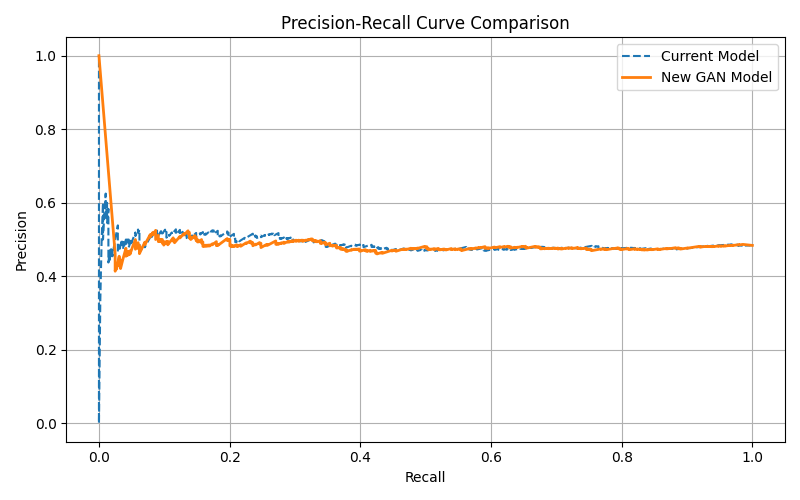 Precision-Recall Curve Comparison
Current Model
New GAN Model
Precision
1.0
0.8
0.6
0.4
0.2
0.0
0.0 0.2 0.4 0.6 0.8 1.0
Recall